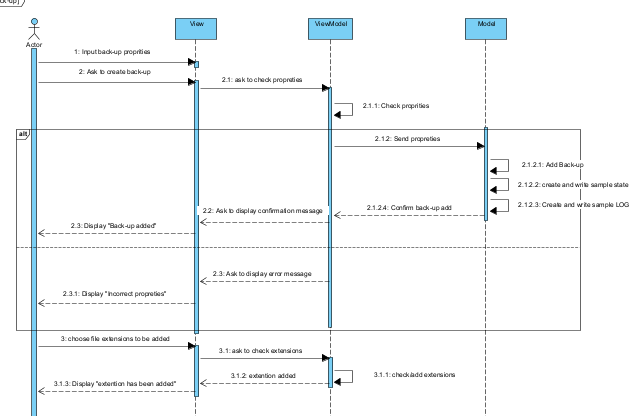 ck-up]
View
ViewModel
Model
Actor
1: Input back-up proprities
2: Ask to create back-up
2.1: ask to check propreties
2.1.1: Check proprities
alt
2.1.2: Send propreties
2.1.2.1: Add Back-up
2.1.2.2: create and write sample state
2.1.2.3: Create and write sample LOG
2.1.2.4: Confirm back-up add
2.2: Ask to display confirmation message
2.3: Display "Back-up added"
2.3: Ask to display error message
2.3.1: Display "Incorrect propreties"
3: choose file extensions to be added
3.1: ask to check extensions
3.1.1: check/add extensions
3.1.2: extention added
3.1.3: Display "extention has been added"